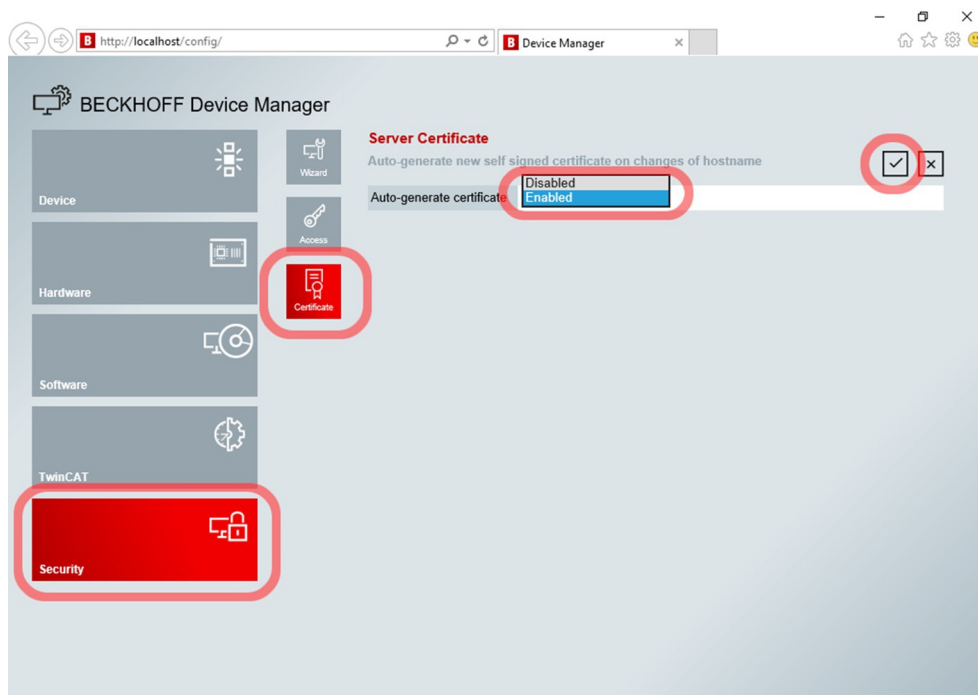 B http://localhost/config/
B Device Manager
BECKHOFF Device Manager
Device
Hardware
Software
TwinCAT
Security
Wizard
Access
Certificate
Server Certificate
Auto-generate new self signed certificate on changes of hostname
Auto-generate certificate
Disabled
Enabled